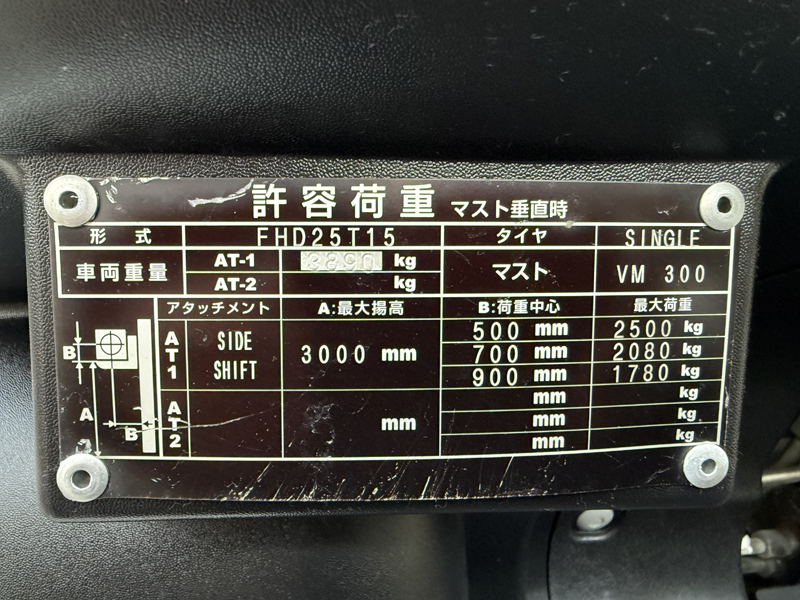 許容荷重 マスト垂直時
形式 FHD25T15 タイヤ SINGLE
車両重量 AT-1 3890 kg マスト VM 300
AT-2 kg
アタッチメント A:最大揚高 B:荷重中心 最大荷重
AT1 SIDE SHIFT 3000 mm 500 mm 2500 kg
700 mm 2080 kg
900 mm 1780 kg
AT2 mm mm kg
mm kg
mm kg
B
A
B